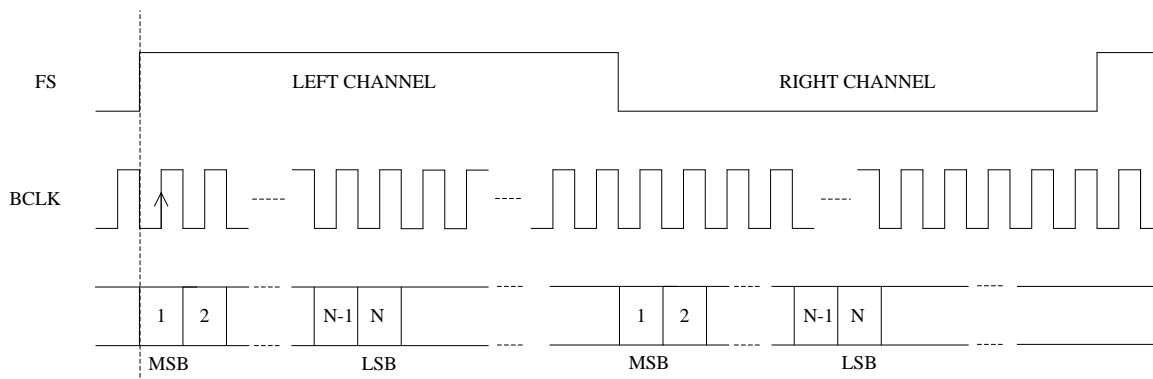 FS
LEFT CHANNEL
RIGHT CHANNEL
BCLK
1 2 N-1 N 1 2 N-1 N
MSB LSB MSB LSB